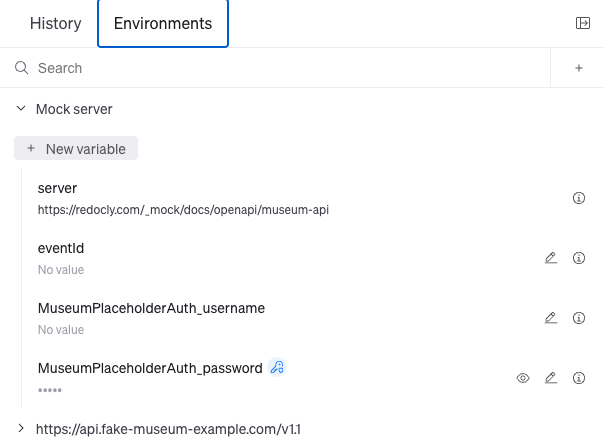 History
Environments
Search
Mock server
+ New variable
server
https://redocly.com/_mock/docs/openapi/museum-api
eventId
No value
MuseumPlaceholderAuth_username
No value
MuseumPlaceholderAuth_password
•••••
https://api.fake-museum-example.com/v1.1